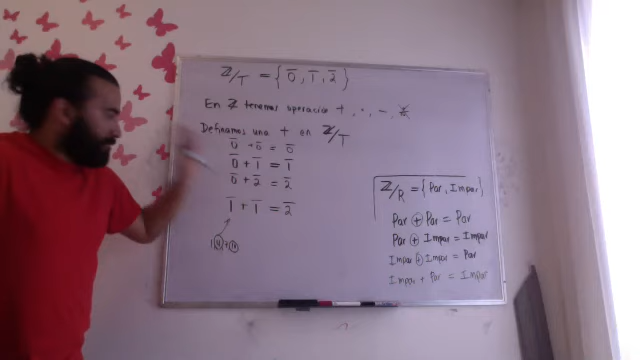 ℤ/T = {0̅, 1̅, 2̅}
En ℤ tenemos operación +, ·, -,
Definamos una + en ℤ/T
0̅ + 0̅ = 0̅
0̅ + 1̅ = 1̅
0̅ + 2̅ = 2̅
1̅ + 1̅ = 2̅
ℤ/R = {Par, Impar}
Par ⊕ Par = Par
Par ⊕ Impar = Impar
Impar ⊕ Impar = Par
Impar + Par = Impar